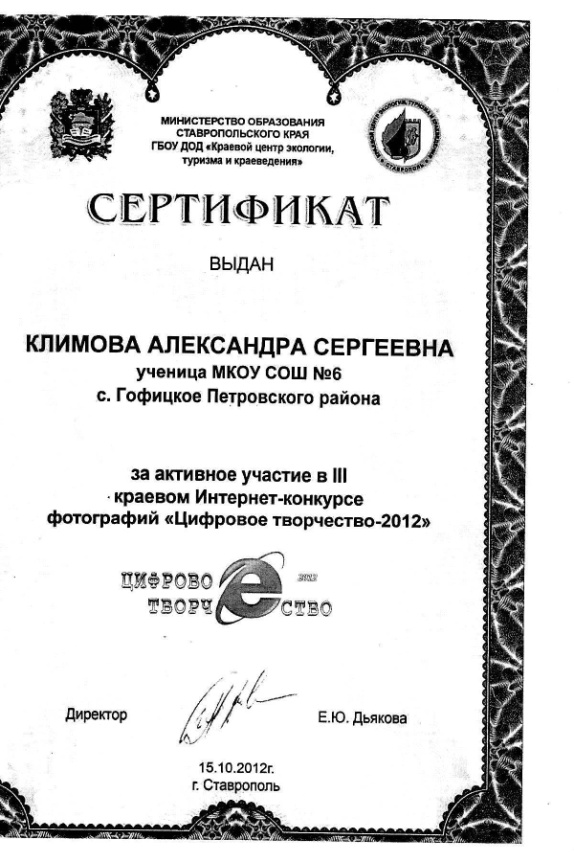 МИНИСТЕРСТВО ОБРАЗОВАНИЯ
СТАВРОПОЛЬСКОГО КРАЯ
ГБОУ ДОД «Краевой центр экологии,
туризма и краеведения»
СЕРТИФИКАТ
ВЫДАН
КЛИМОВА АЛЕКСАНДРА СЕРГЕЕВНА
ученица МКОУ СОШ №6
с. Гофицкое Петровского района
за активное участие в III
краевом Интернет-конкурсе
фотографий «Цифровое творчество-2012»
ЦИФРОВО е 2012
ТВОРЧ СТВО
Директор Е.Ю. Дьякова
15.10.2012г.
г. Ставрополь